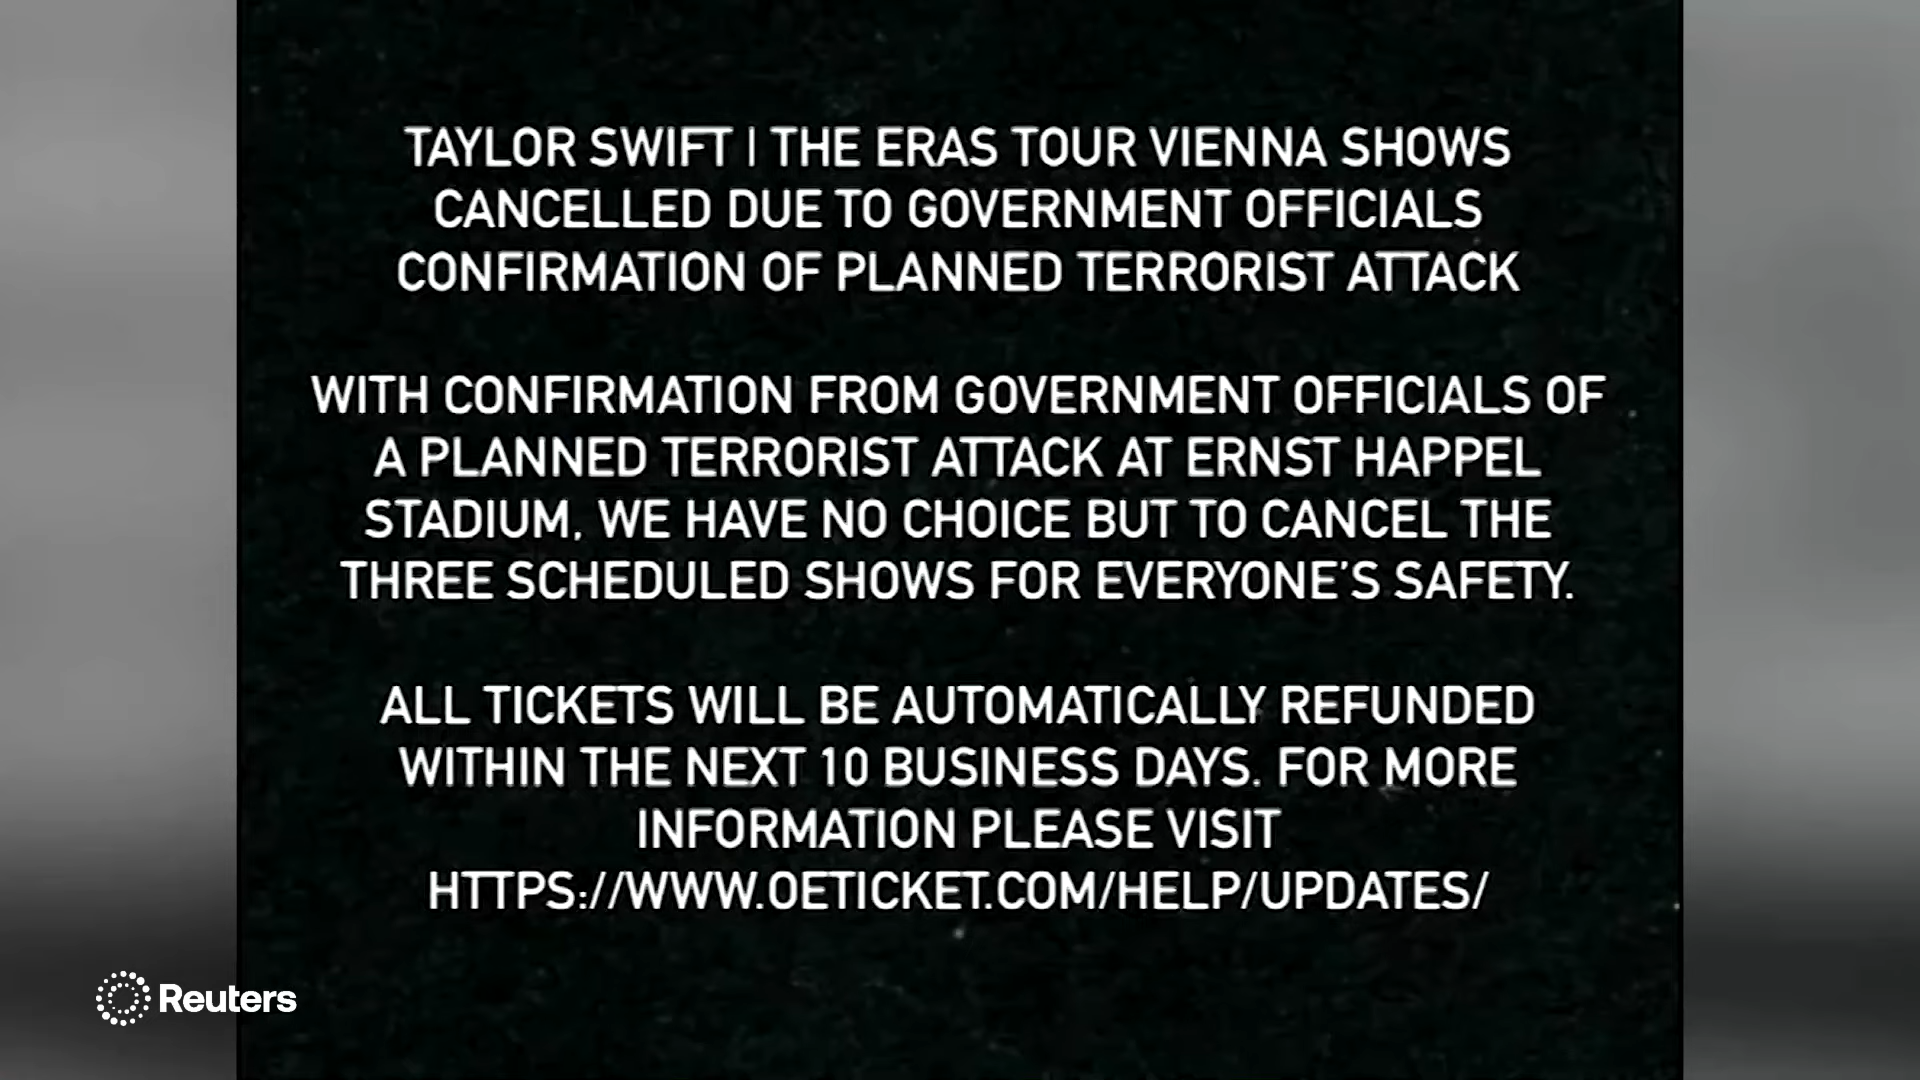 TAYLOR SWIFT | THE ERAS TOUR VIENNA SHOWS
CANCELLED DUE TO GOVERNMENT OFFICIALS
CONFIRMATION OF PLANNED TERRORIST ATTACK
WITH CONFIRMATION FROM GOVERNMENT OFFICIALS OF
A PLANNED TERRORIST ATTACK AT ERNST HAPPEL
STADIUM, WE HAVE NO CHOICE BUT TO CANCEL THE
THREE SCHEDULED SHOWS FOR EVERYONE'S SAFETY.
ALL TICKETS WILL BE AUTOMATICALLY REFUNDED
WITHIN THE NEXT 10 BUSINESS DAYS. FOR MORE
INFORMATION PLEASE VISIT
HTTPS://WWW.OETICKET.COM/HELP/UPDATES/
Reuters